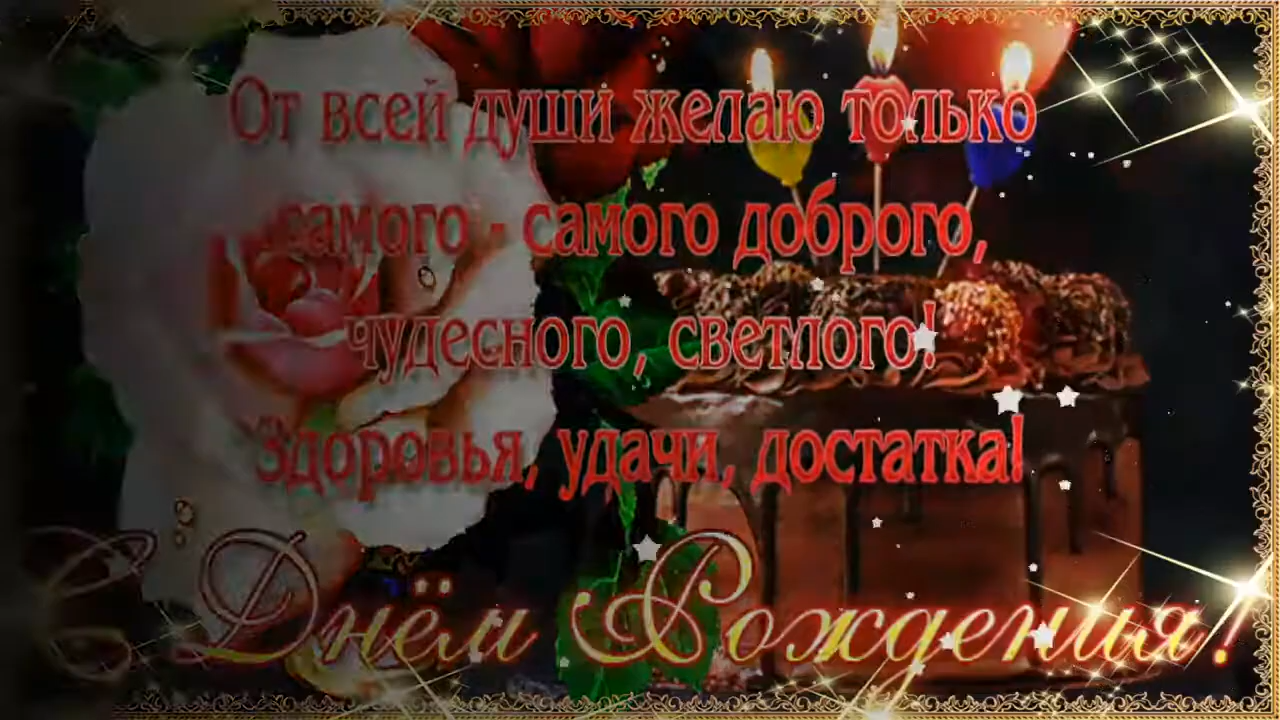 От всей души желаю только
самого - самого доброго,
чудесного, светлого!
Здоровья, удачи, достатка!
С Днём Рождения!